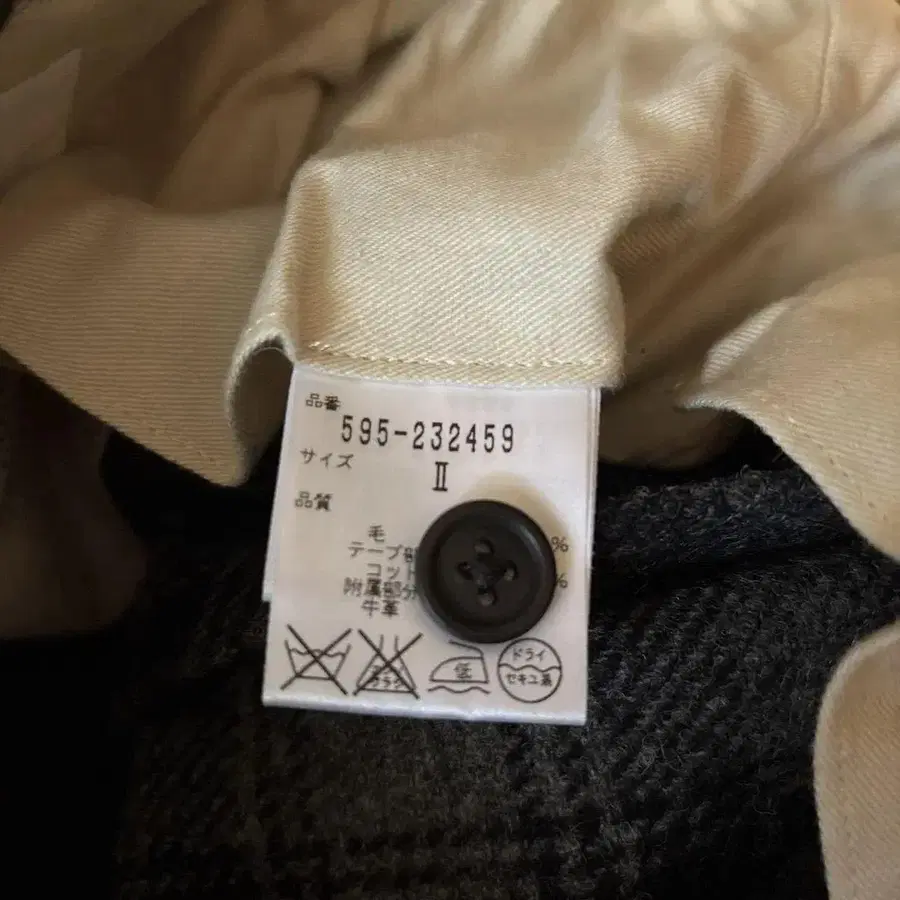 品番
595-232459
サイズ
Ⅱ
品質
毛 %
テープ部
コット %
附属部分
牛革
低
ドライ
セキユ系